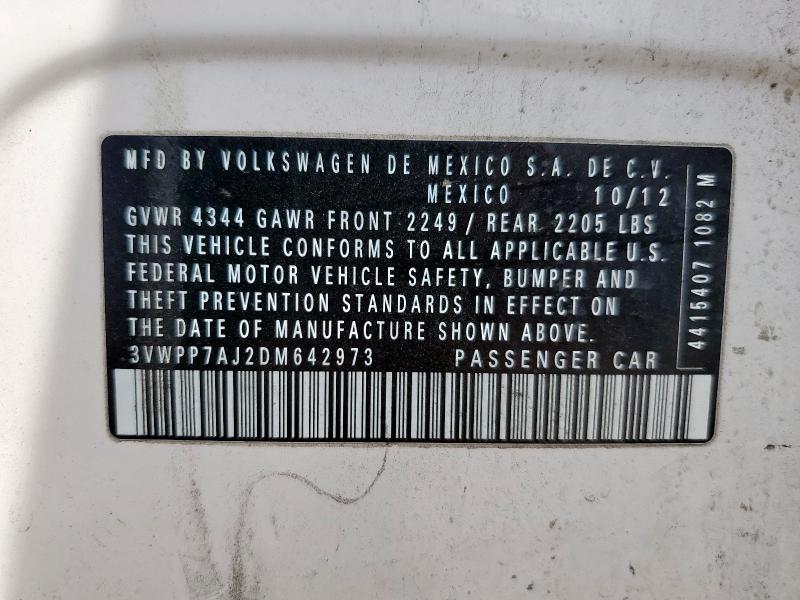 MFD BY VOLKSWAGEN DE MEXICO S.A. DE C.V.
MEXICO 10/12
GVWR 4344 GAWR FRONT 2249 / REAR 2205 LBS
THIS VEHICLE CONFORMS TO ALL APPLICABLE U.S.
FEDERAL MOTOR VEHICLE SAFETY, BUMPER AND
THEFT PREVENTION STANDARDS IN EFFECT ON
THE DATE OF MANUFACTURE SHOWN ABOVE.
3VWPP7AJ2DM642973 PASSENGER CAR
4415407 1082 M